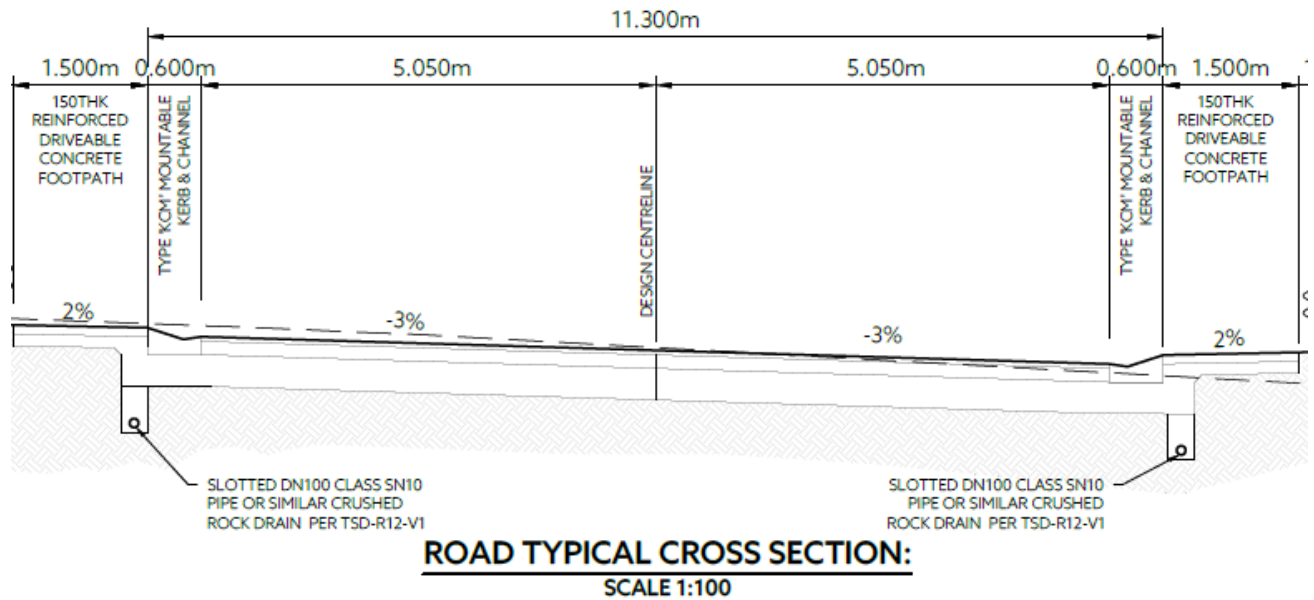 11.300m
1.500m
0.600m
5.050m
5.050m
0.600m
1.500m
150THK
REINFORCED
DRIVEABLE
CONCRETE
FOOTPATH
TYPE 'KCM' MOUNTABLE
KERB & CHANNEL
DESIGN CENTRELINE
TYPE 'KCM' MOUNTABLE
KERB & CHANNEL
150THK
REINFORCED
DRIVEABLE
CONCRETE
FOOTPATH
2%
-3%
-3%
2%
SLOTTED DN100 CLASS SN10
PIPE OR SIMILAR CRUSHED
ROCK DRAIN PER TSD-R12-V1
SLOTTED DN100 CLASS SN10
PIPE OR SIMILAR CRUSHED
ROCK DRAIN PER TSD-R12-V1
ROAD TYPICAL CROSS SECTION:
SCALE 1:100